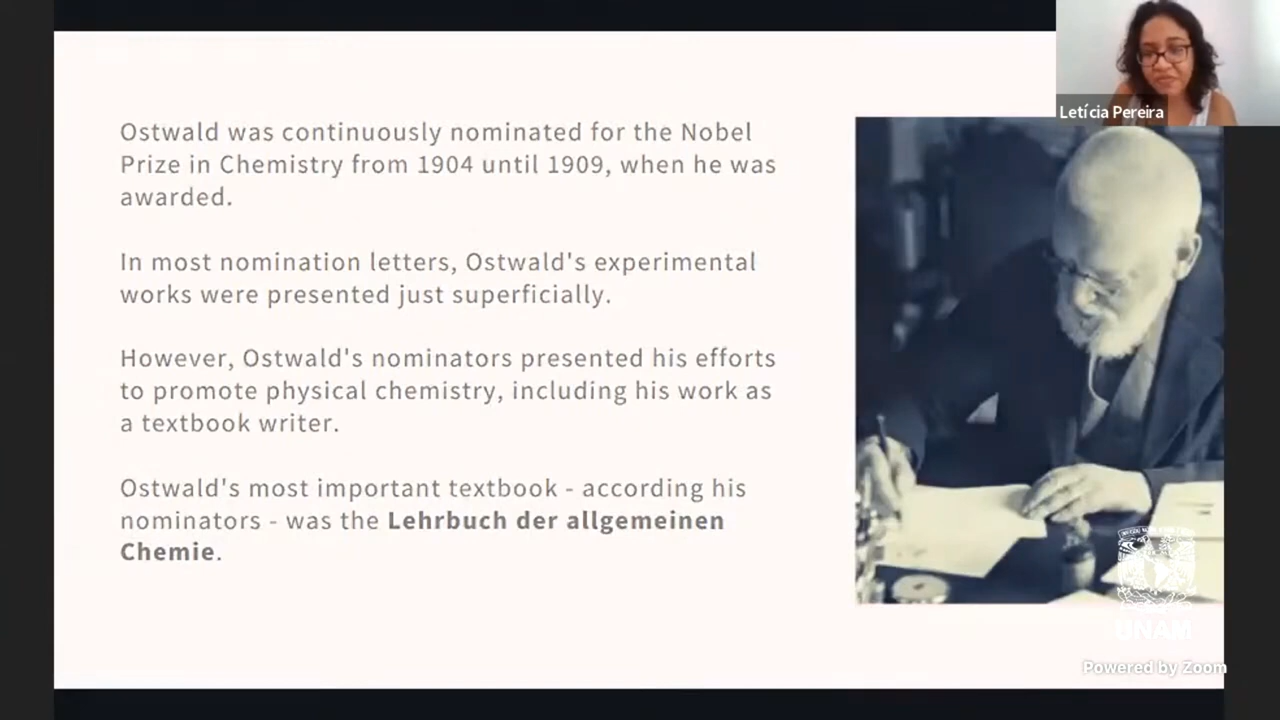 Letícia Pereira
Ostwald was continuously nominated for the Nobel
Prize in Chemistry from 1904 until 1909, when he was
awarded.
In most nomination letters, Ostwald's experimental
works were presented just superficially.
However, Ostwald's nominators presented his efforts
to promote physical chemistry, including his work as
a textbook writer.
Ostwald's most important textbook - according his
nominators - was the Lehrbuch der allgemeinen
Chemie.
UNAM
Powered by Zoom